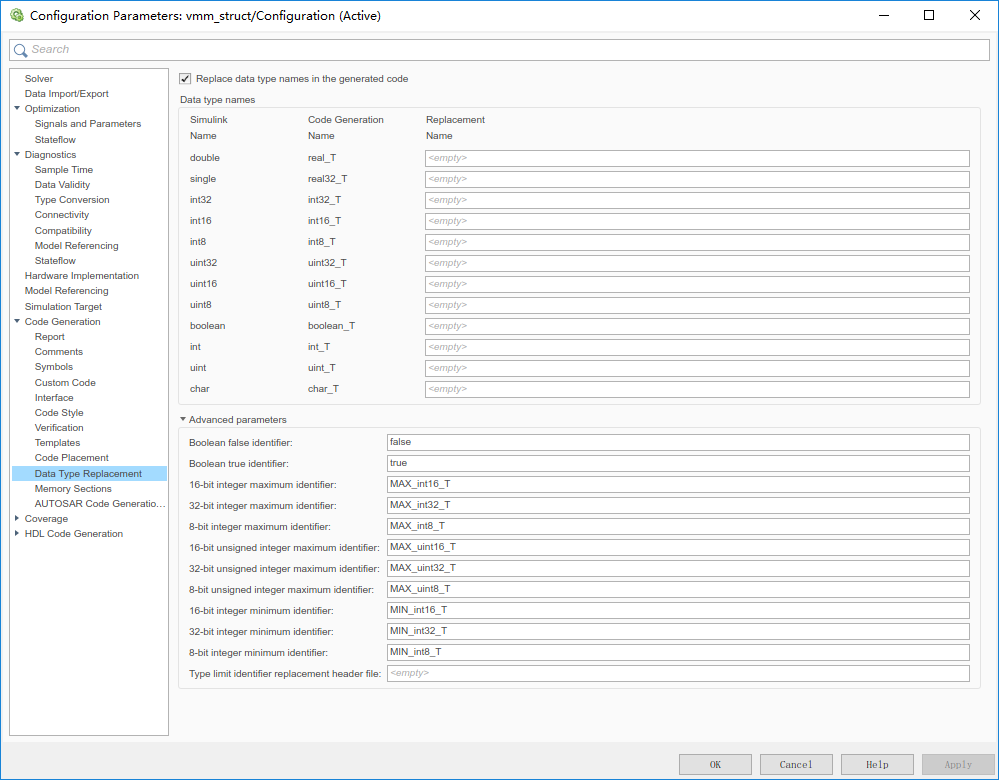 Configuration Parameters: vmm_struct/Configuration (Active)
Search
Solver
Data Import/Export
Optimization
Signals and Parameters
Stateflow
Diagnostics
Sample Time
Data Validity
Type Conversion
Connectivity
Compatibility
Model Referencing
Stateflow
Hardware Implementation
Model Referencing
Simulation Target
Code Generation
Report
Comments
Symbols
Custom Code
Interface
Code Style
Verification
Templates
Code Placement
Data Type Replacement
Memory Sections
AUTOSAR Code Generatio...
Coverage
HDL Code Generation
Replace data type names in the generated code
Data type names
Simulink Code Generation Replacement
Name Name Name
double real_T <empty>
single real32_T <empty>
int32 int32_T <empty>
int16 int16_T <empty>
int8 int8_T <empty>
uint32 uint32_T <empty>
uint16 uint16_T <empty>
uint8 uint8_T <empty>
boolean boolean_T <empty>
int int_T <empty>
uint uint_T <empty>
char char_T <empty>
Advanced parameters
Boolean false identifier: false
Boolean true identifier: true
16-bit integer maximum identifier: MAX_int16_T
32-bit integer maximum identifier: MAX_int32_T
8-bit integer maximum identifier: MAX_int8_T
16-bit unsigned integer maximum identifier: MAX_uint16_T
32-bit unsigned integer maximum identifier: MAX_uint32_T
8-bit unsigned integer maximum identifier: MAX_uint8_T
16-bit integer minimum identifier: MIN_int16_T
32-bit integer minimum identifier: MIN_int32_T
8-bit integer minimum identifier: MIN_int8_T
Type limit identifier replacement header file: <empty>
OK Cancel Help Apply